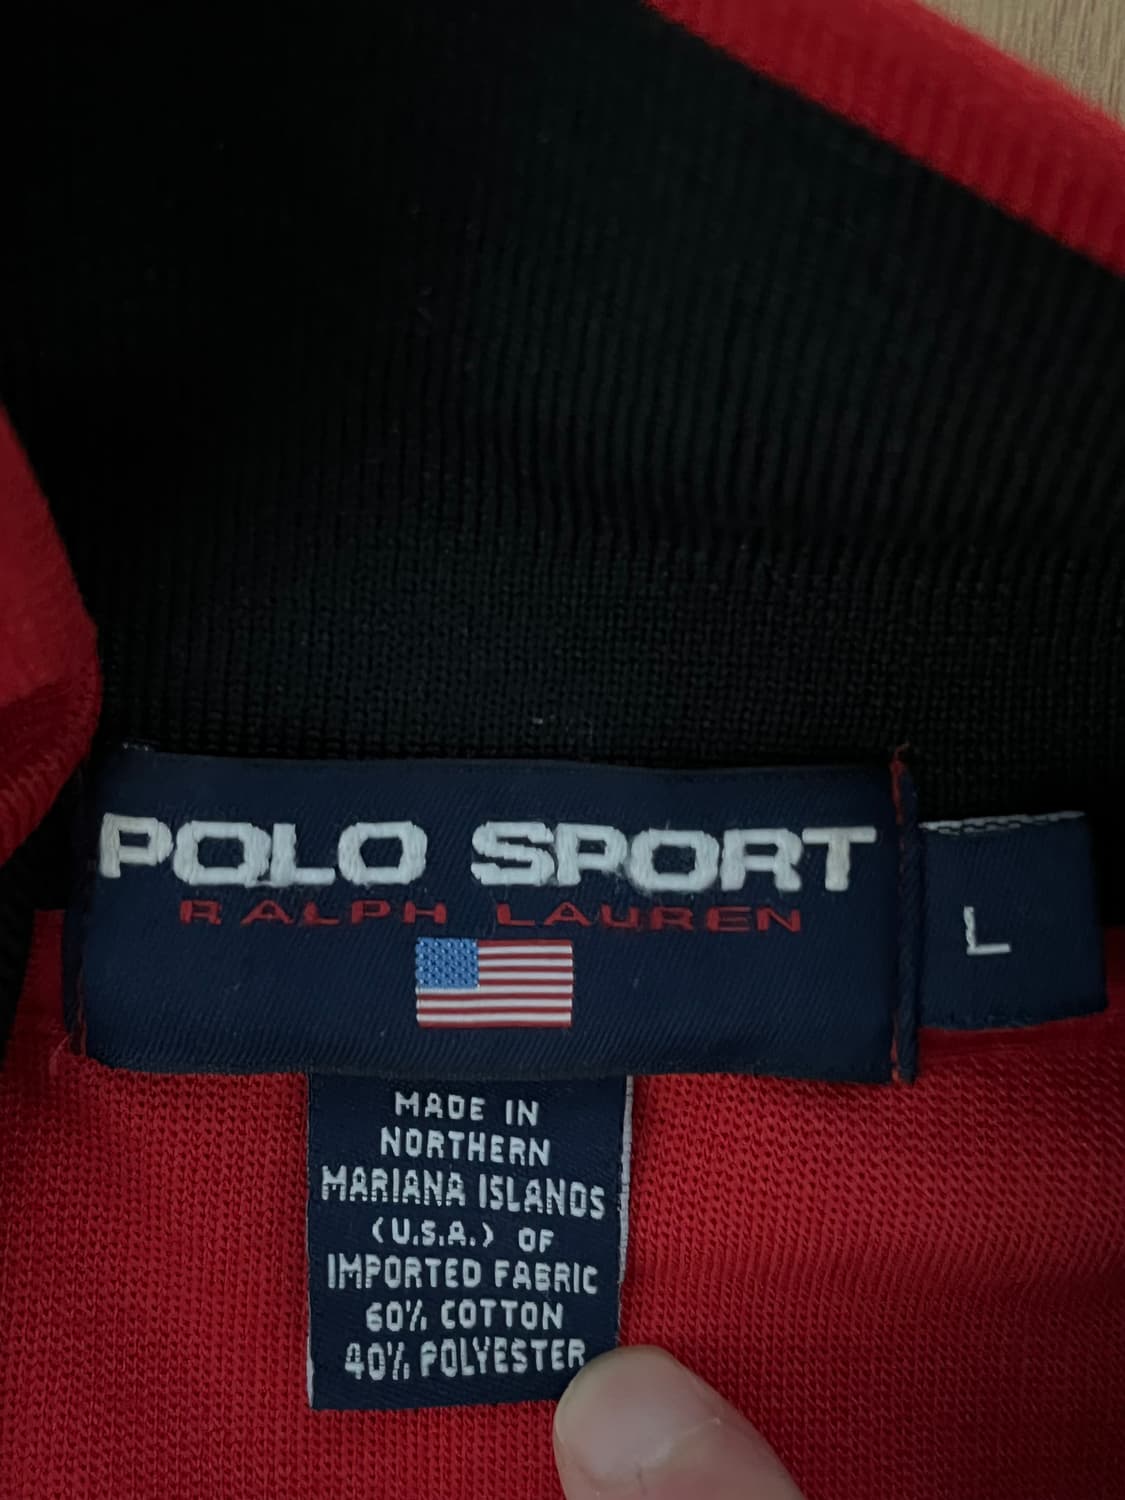 POLO SPORT
RALPH LAUREN
L
MADE IN
NORTHERN
MARIANA ISLANDS
(U.S.A.) OF
IMPORTED FABRIC
60% COTTON
40% POLYESTER